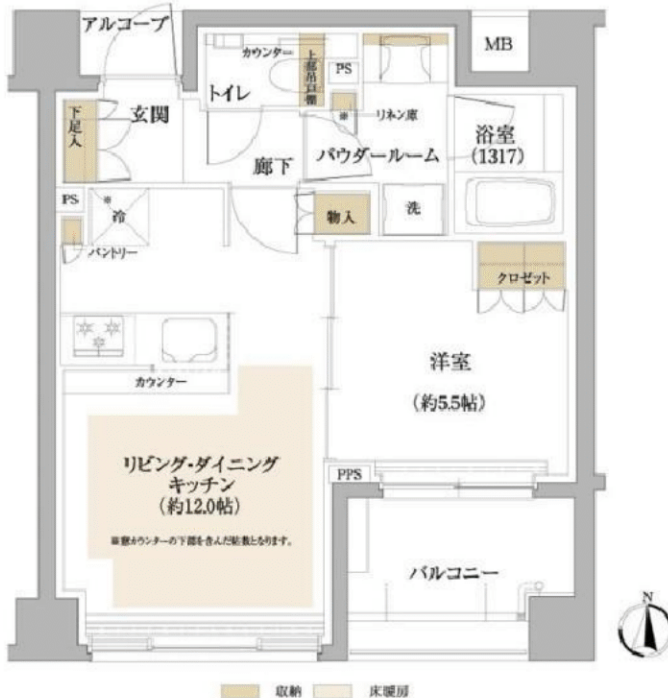 アルコーブ
MB
カウンター
上部吊戸棚
PS
トイレ
玄関
下足入
※
リネン庫
浴室
(1317)
パウダールーム
廊下
PS
※
冷
物入
洗
パントリー
クロゼット
洋室
(約5.5帖)
カウンター
リビング・ダイニング
キッチン
(約12.0帖)
※窓カウンターの下部を含んだ帖数となります。
PPS
バルコニー
N
収納
床暖房